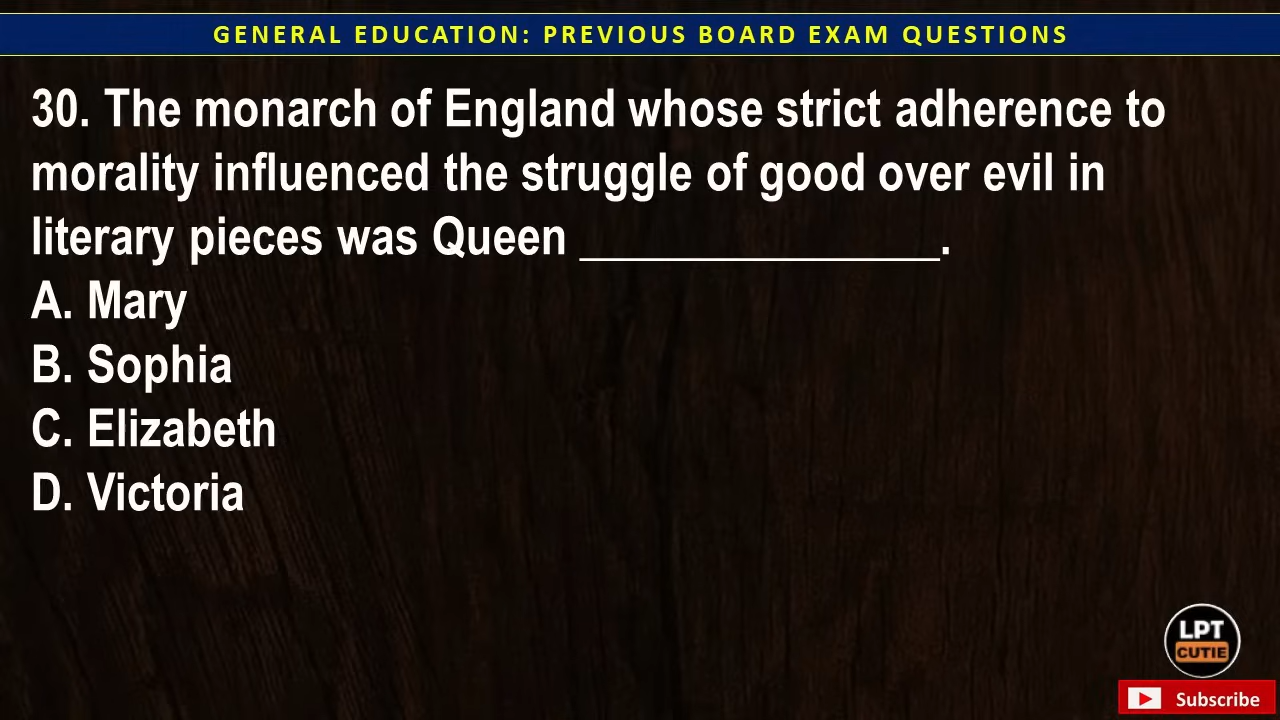 GENERAL EDUCATION: PREVIOUS BOARD EXAM QUESTIONS
30. The monarch of England whose strict adherence to
morality influenced the struggle of good over evil in
literary pieces was Queen _______________.
A. Mary
B. Sophia
C. Elizabeth
D. Victoria
LPT
CUTIE
Subscribe